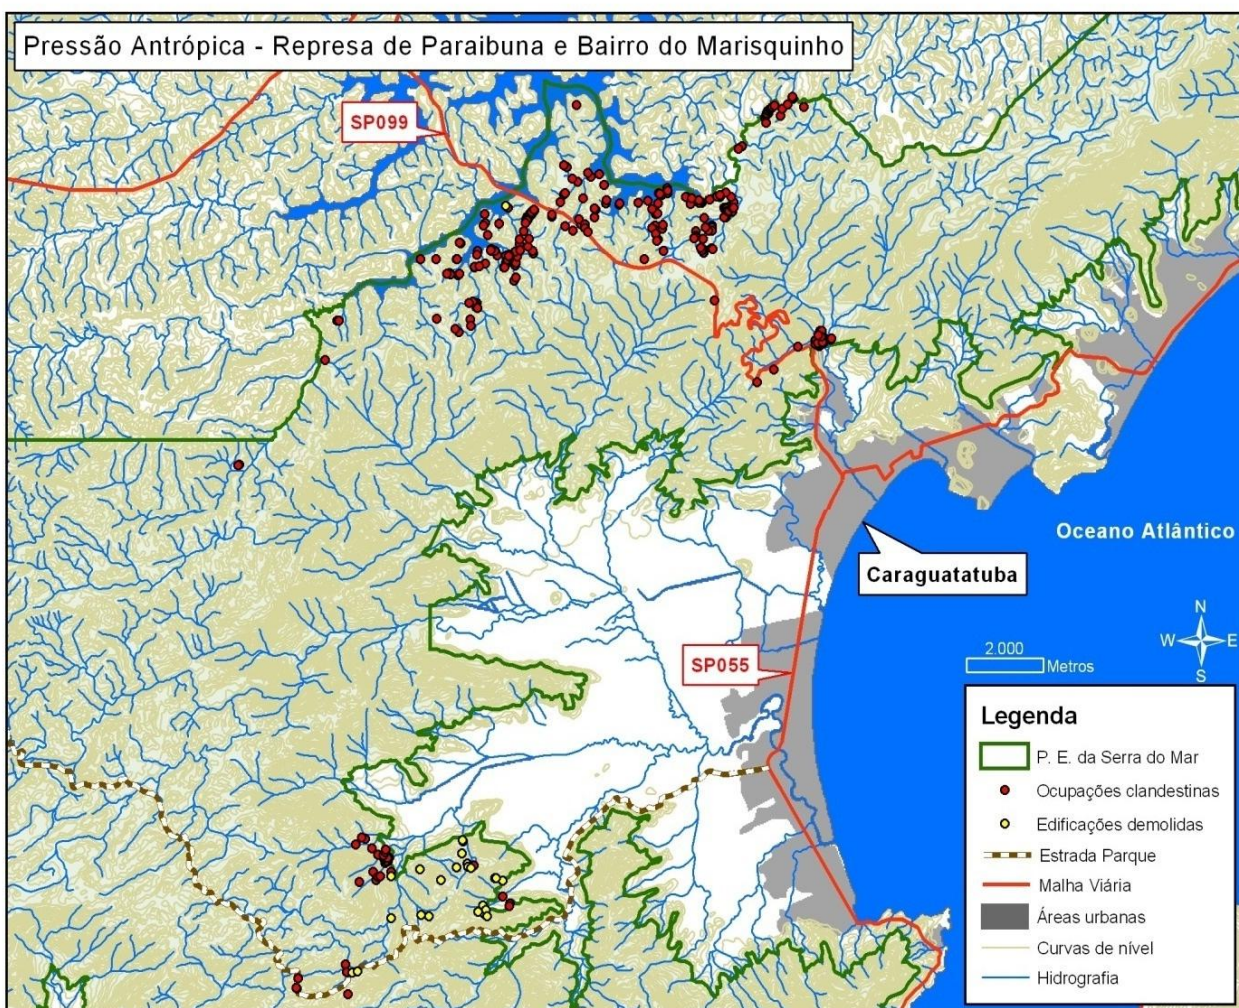 Pressão Antrópica - Represa de Paraibuna e Bairro do Marisquinho
SP099
Oceano Atlântico
Caraguatatuba
N
W E
S
2.000
Metros
SP055
Legenda
P. E. da Serra do Mar
Ocupações clandestinas
Edificações demolidas
Estrada Parque
Malha Viária
Áreas urbanas
Curvas de nível
Hidrografia